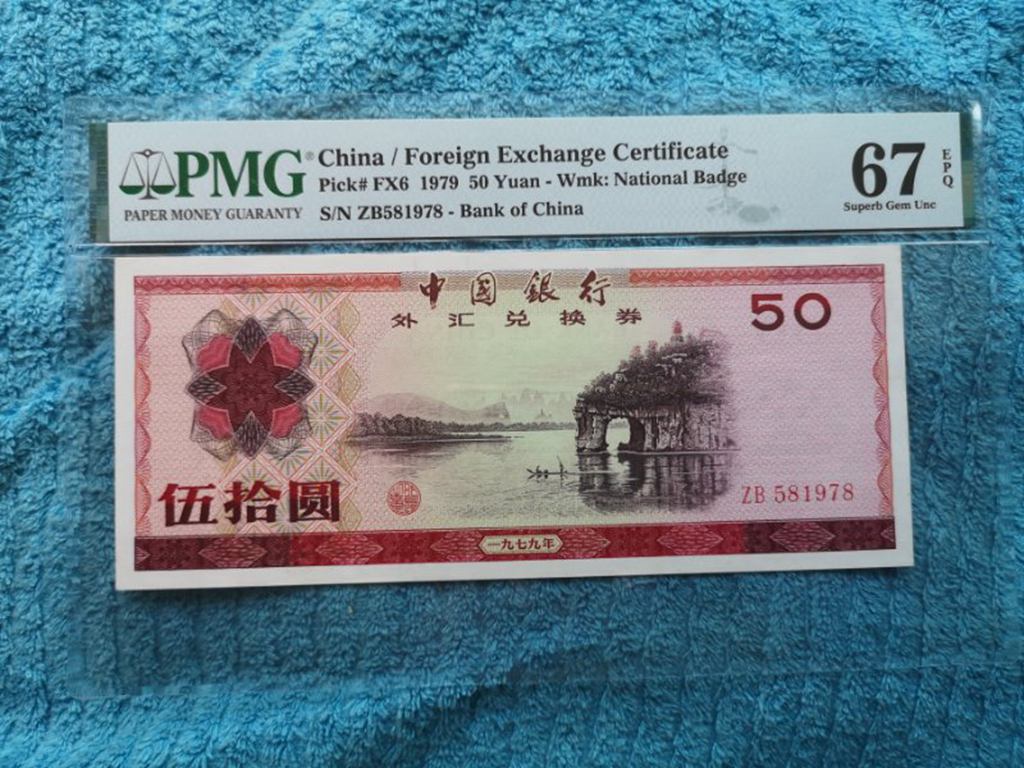 PMG® China / Foreign Exchange Certificate
Pick# FX6 1979 50 Yuan - Wmk: National Badge
PAPER MONEY GUARANTY S/N ZB581978 - Bank of China
67 EPQ
Superb Gem Unc
中国銀行
外汇兑换券
50
伍拾圆
ZB 581978
一九七九年